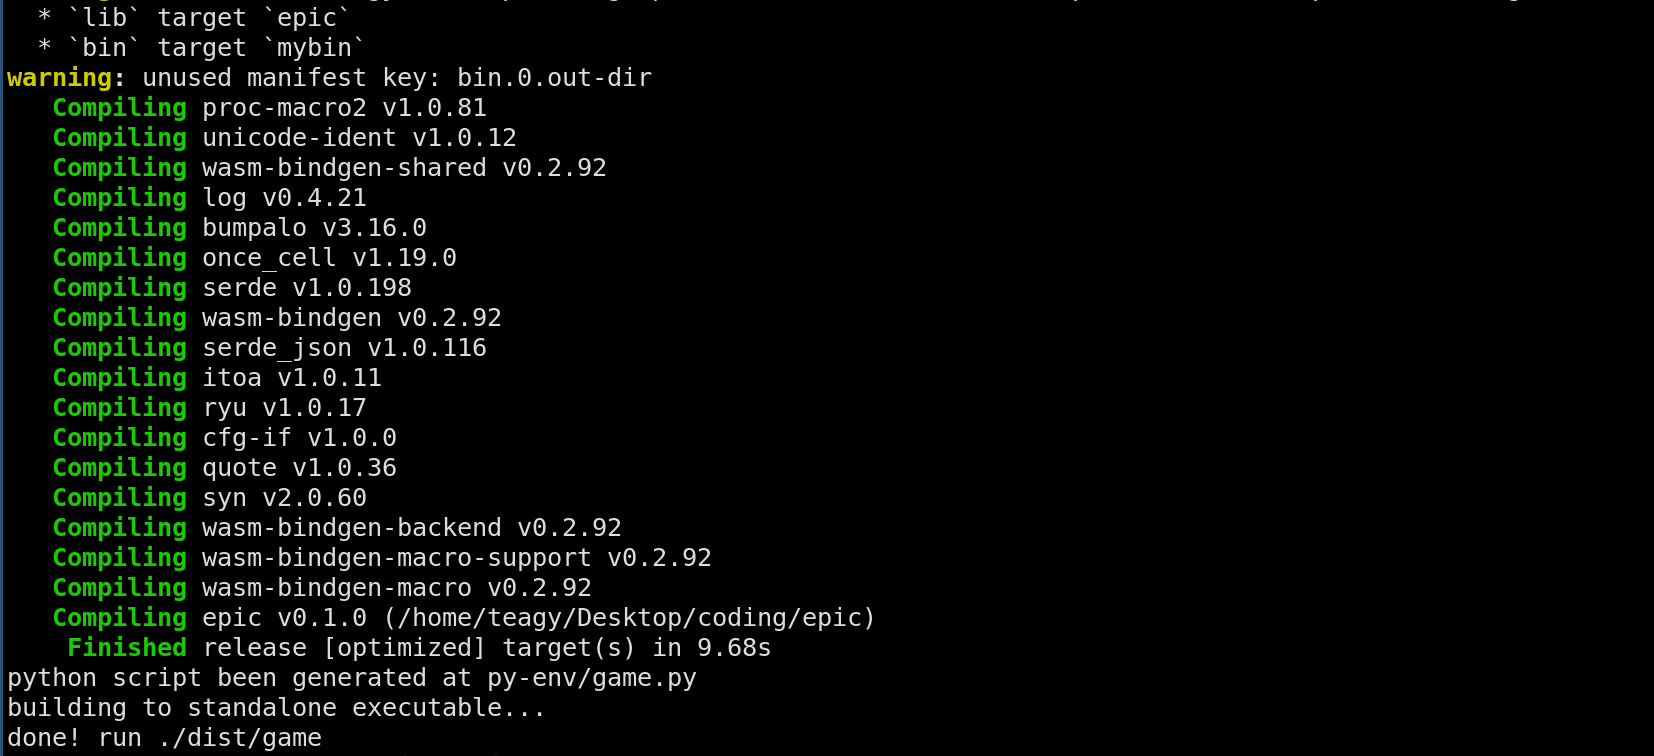 * `lib` target `epic`
* `bin` target `mybin`
warning: unused manifest key: bin.0.out-dir
Compiling proc-macro2 v1.0.81
Compiling unicode-ident v1.0.12
Compiling wasm-bindgen-shared v0.2.92
Compiling log v0.4.21
Compiling bumpalo v3.16.0
Compiling once_cell v1.19.0
Compiling serde v1.0.198
Compiling wasm-bindgen v0.2.92
Compiling serde_json v1.0.116
Compiling itoa v1.0.11
Compiling ryu v1.0.17
Compiling cfg-if v1.0.0
Compiling quote v1.0.36
Compiling syn v2.0.60
Compiling wasm-bindgen-backend v0.2.92
Compiling wasm-bindgen-macro-support v0.2.92
Compiling wasm-bindgen-macro v0.2.92
Compiling epic v0.1.0 (/home/teagy/Desktop/coding/epic)
Finished release [optimized] target(s) in 9.68s
python script been generated at py-env/game.py
building to standalone executable...
done! run ./dist/game